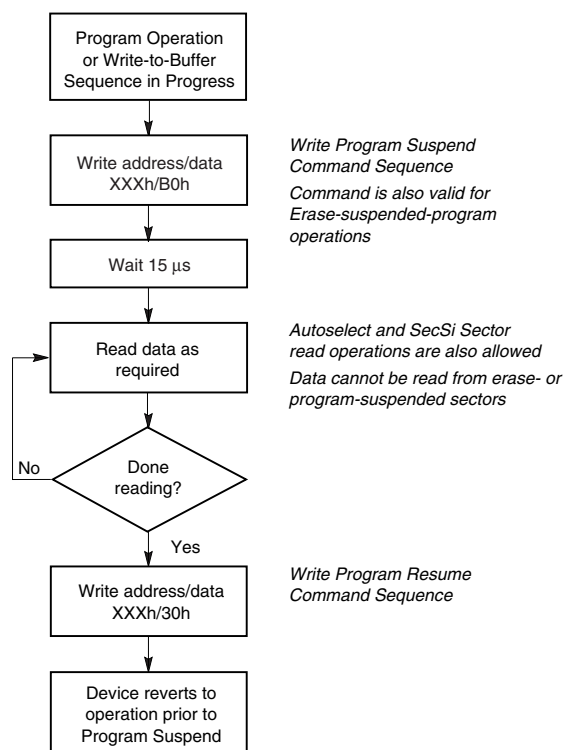 Program Operation
or Write-to-Buffer
Sequence in Progress
Write address/data
XXXh/B0h
Write Program Suspend
Command Sequence
Command is also valid for
Erase-suspended-program
operations
Wait 15 μs
Read data as
required
Autoselect and SecSi Sector
read operations are also allowed
Data cannot be read from erase- or
program-suspended sectors
No
Done
reading?
Yes
Write address/data
XXXh/30h
Write Program Resume
Command Sequence
Device reverts to
operation prior to
Program Suspend